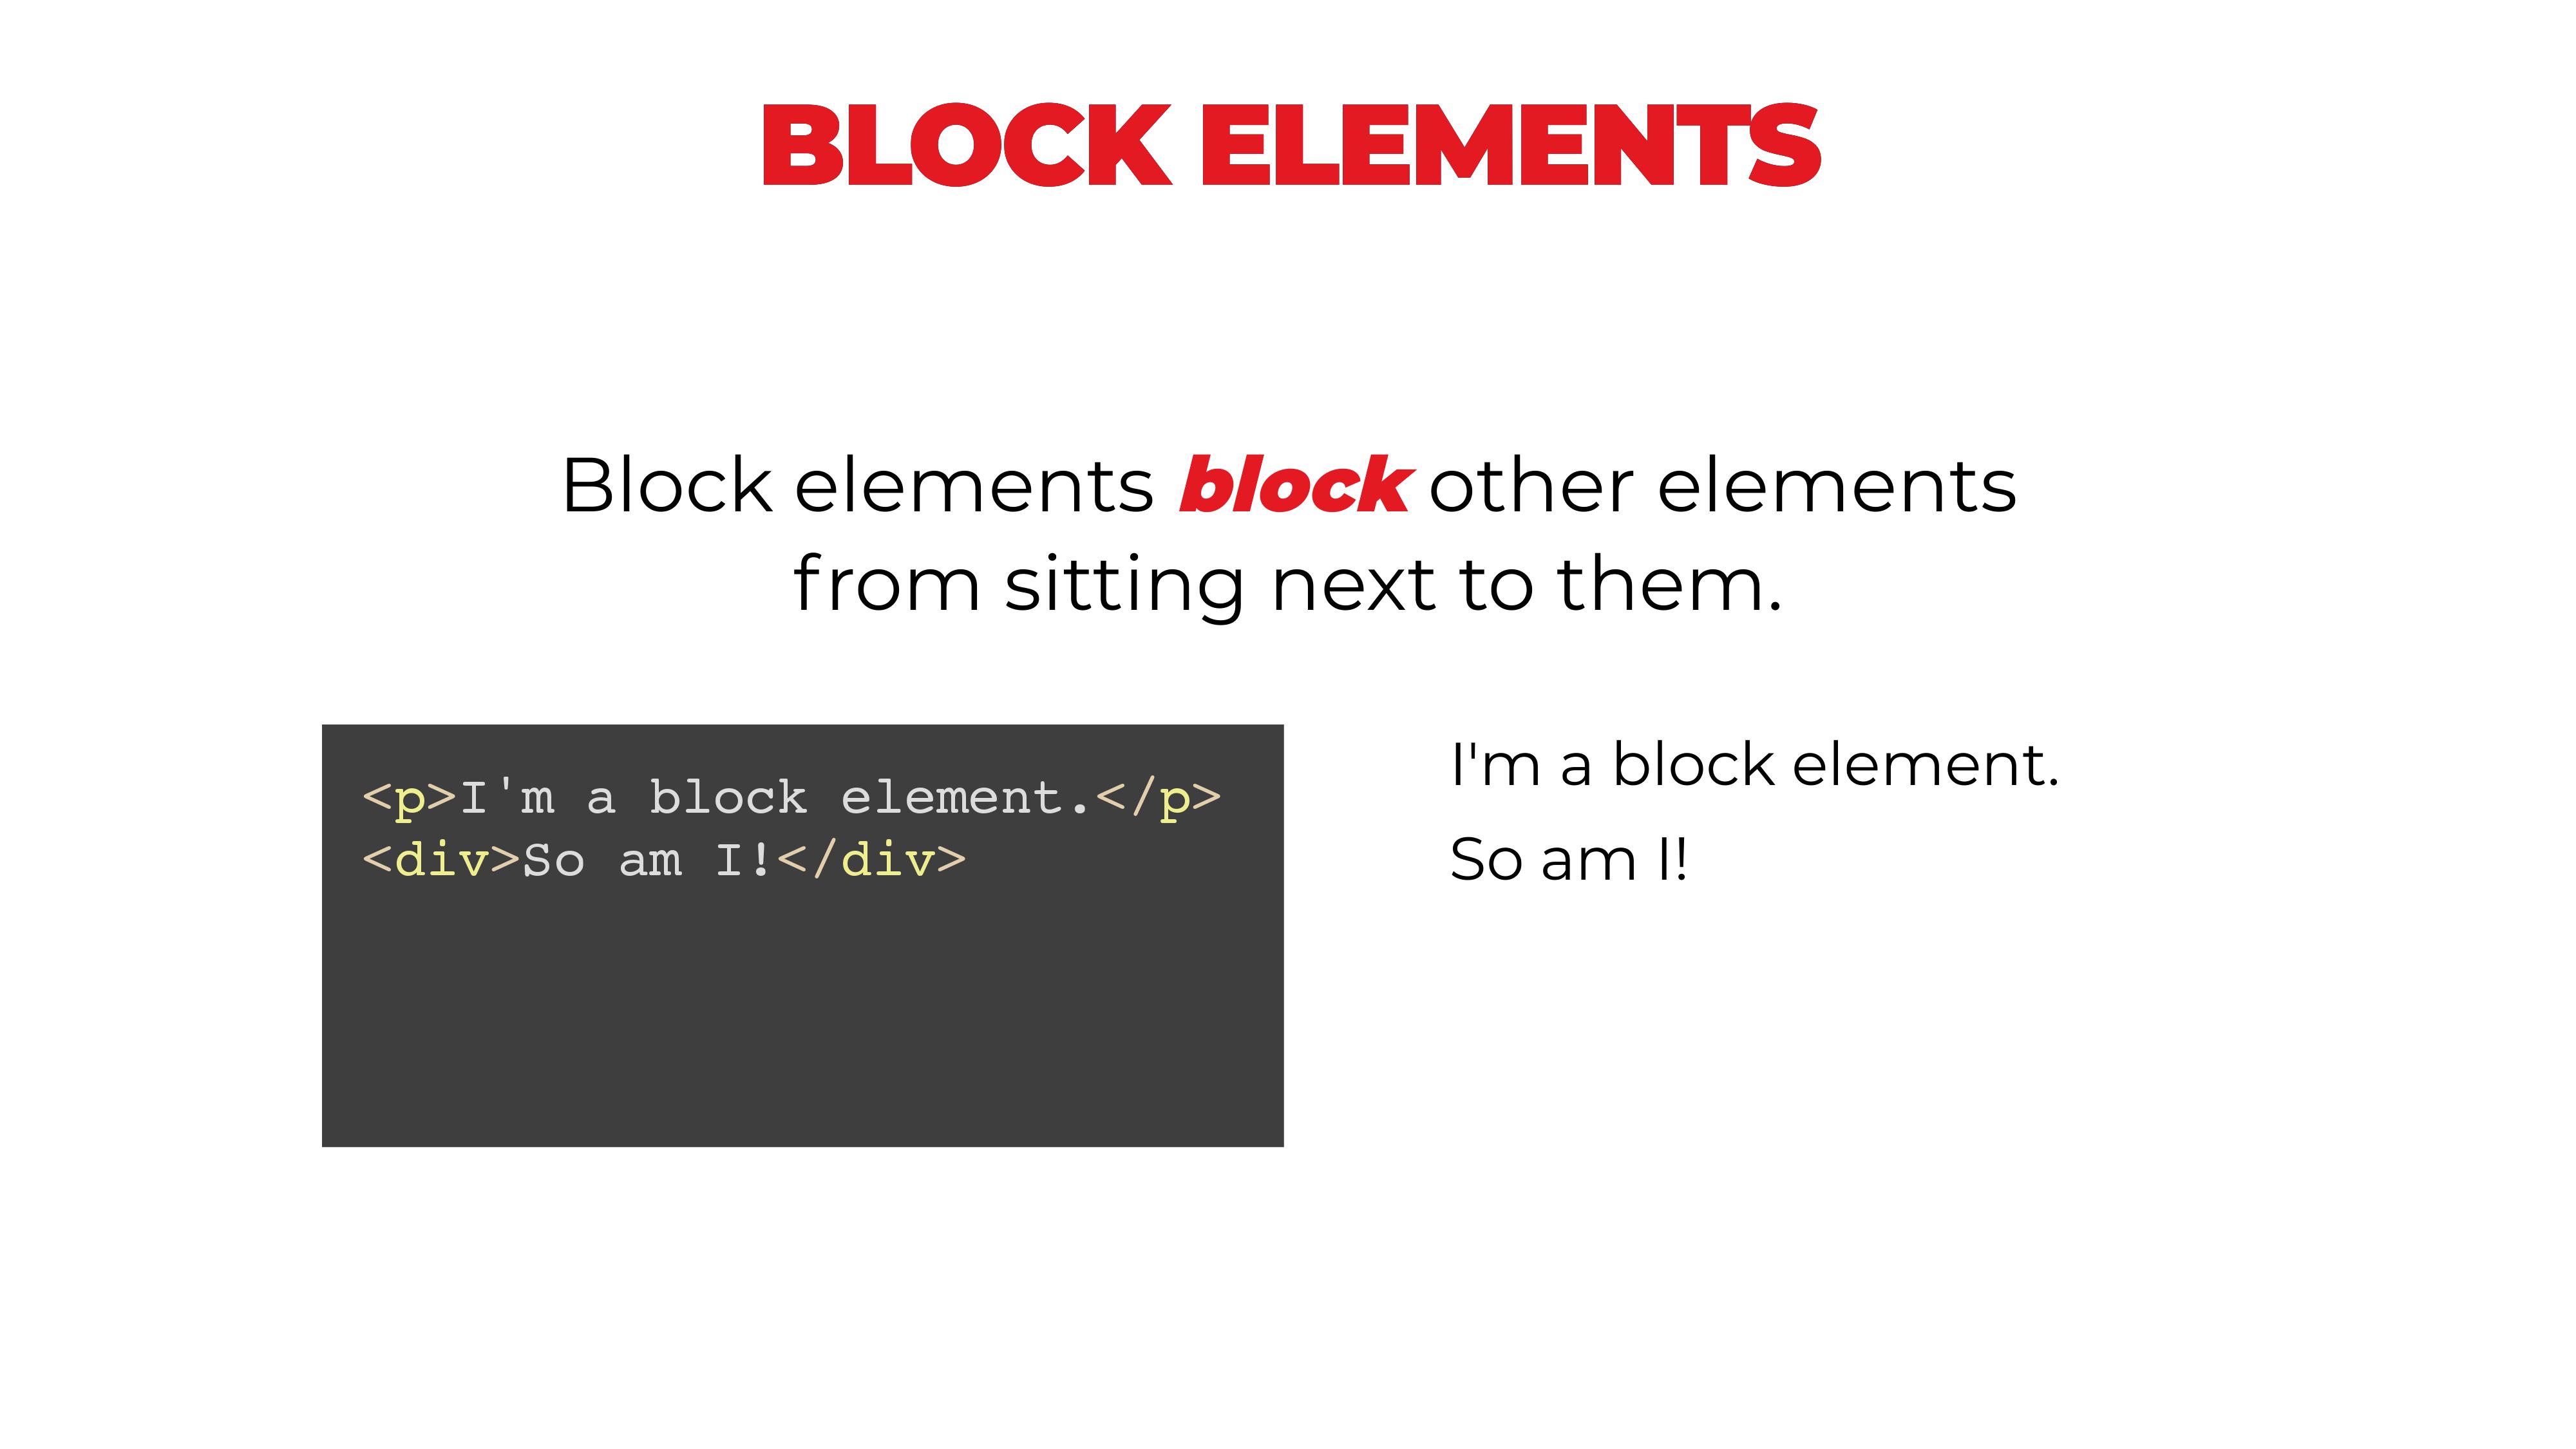 BLOCK ELEMENTS
Block elements block other elements
from sitting next to them.
<p>I'm a block element.</p>
<div>So am I!</div>
I'm a block element.
So am I!